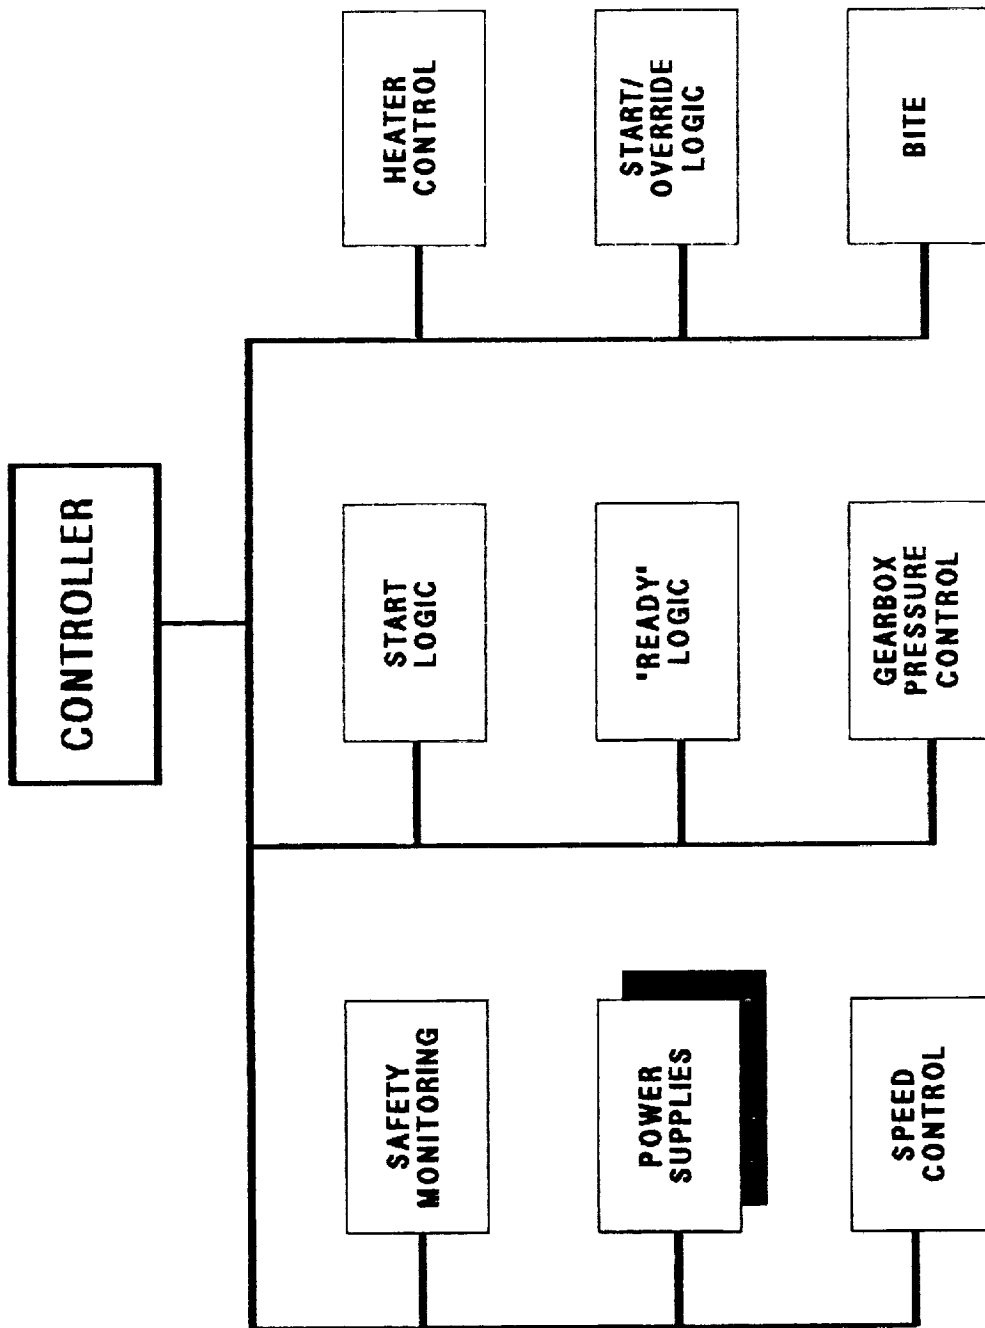 CONTROLLER
SAFETY
MONITORING
POWER
SUPPLIES
SPEED
CONTROL
START
LOGIC
'READY'
LOGIC
GEARBOX
PRESSURE
CONTROL
HEATER
CONTROL
START/
OVERRIDE
LOGIC
BITE